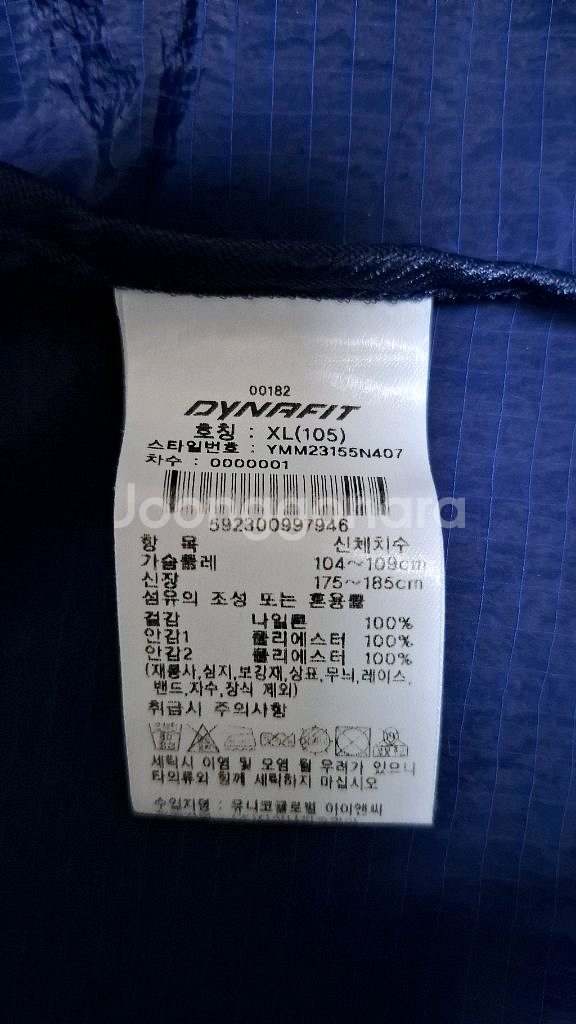 00182
DYNAFIT
호칭 : XL(105)
스타일번호 : YMM23155N407
차수 : 0000001
Joonggonara
592300997946
항 목 신체치수
가슴둘레 104~109cm
신장 175~185cm
섬유의 조성 또는 혼용률
겉감 나일론 100%
안감1 폴리에스터 100%
안감2 폴리에스터 100%
(재봉사,심지,보강재,상표,무늬,레이스,
밴드,자수,장식 제외)
취급시 주의사항
세탁시 이염 및 오염 될 우려가 있으니
타의류와 함께 세탁하지 마십시오
수입자명 : 유니코글로벌 아이앤씨